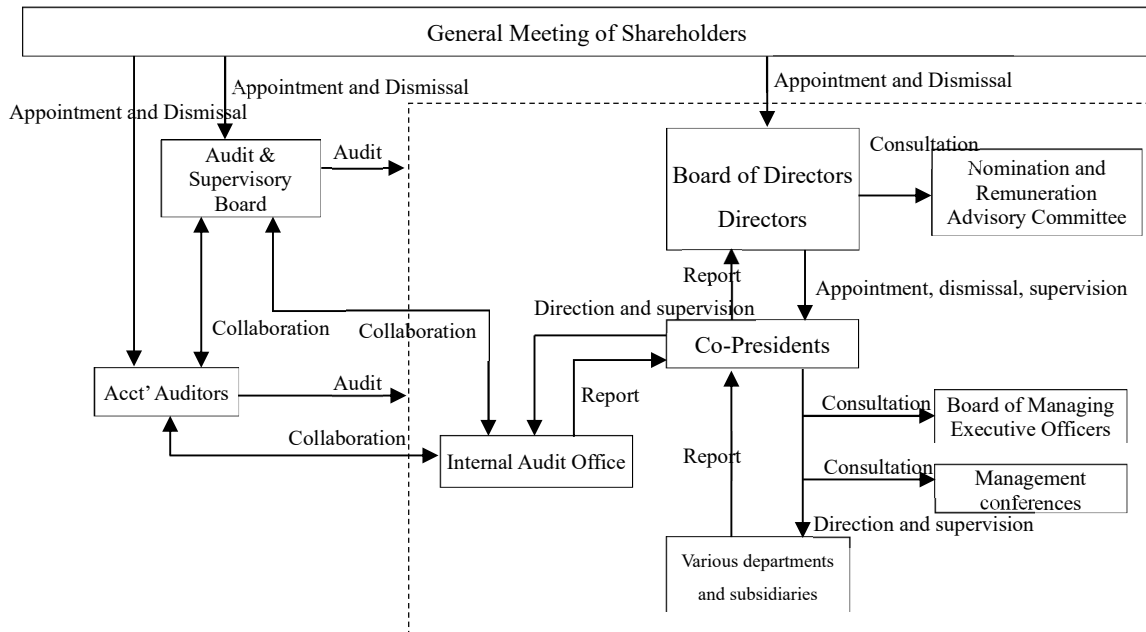 General Meeting of Shareholders
Appointment and Dismissal
Appointment and Dismissal
Appointment and Dismissal
Audit &
Supervisory
Board
Audit
Board of Directors
Directors
Consultation
Nomination and
Remuneration
Advisory Committee
Report
Appointment, dismissal, supervision
Direction and supervision
Collaboration
Collaboration
Co-Presidents
Acct’ Auditors
Audit
Report
Consultation
Board of Managing
Executive Officers
Collaboration
Internal Audit Office
Report
Consultation
Management
conferences
Direction and supervision
Various departments
and subsidiaries